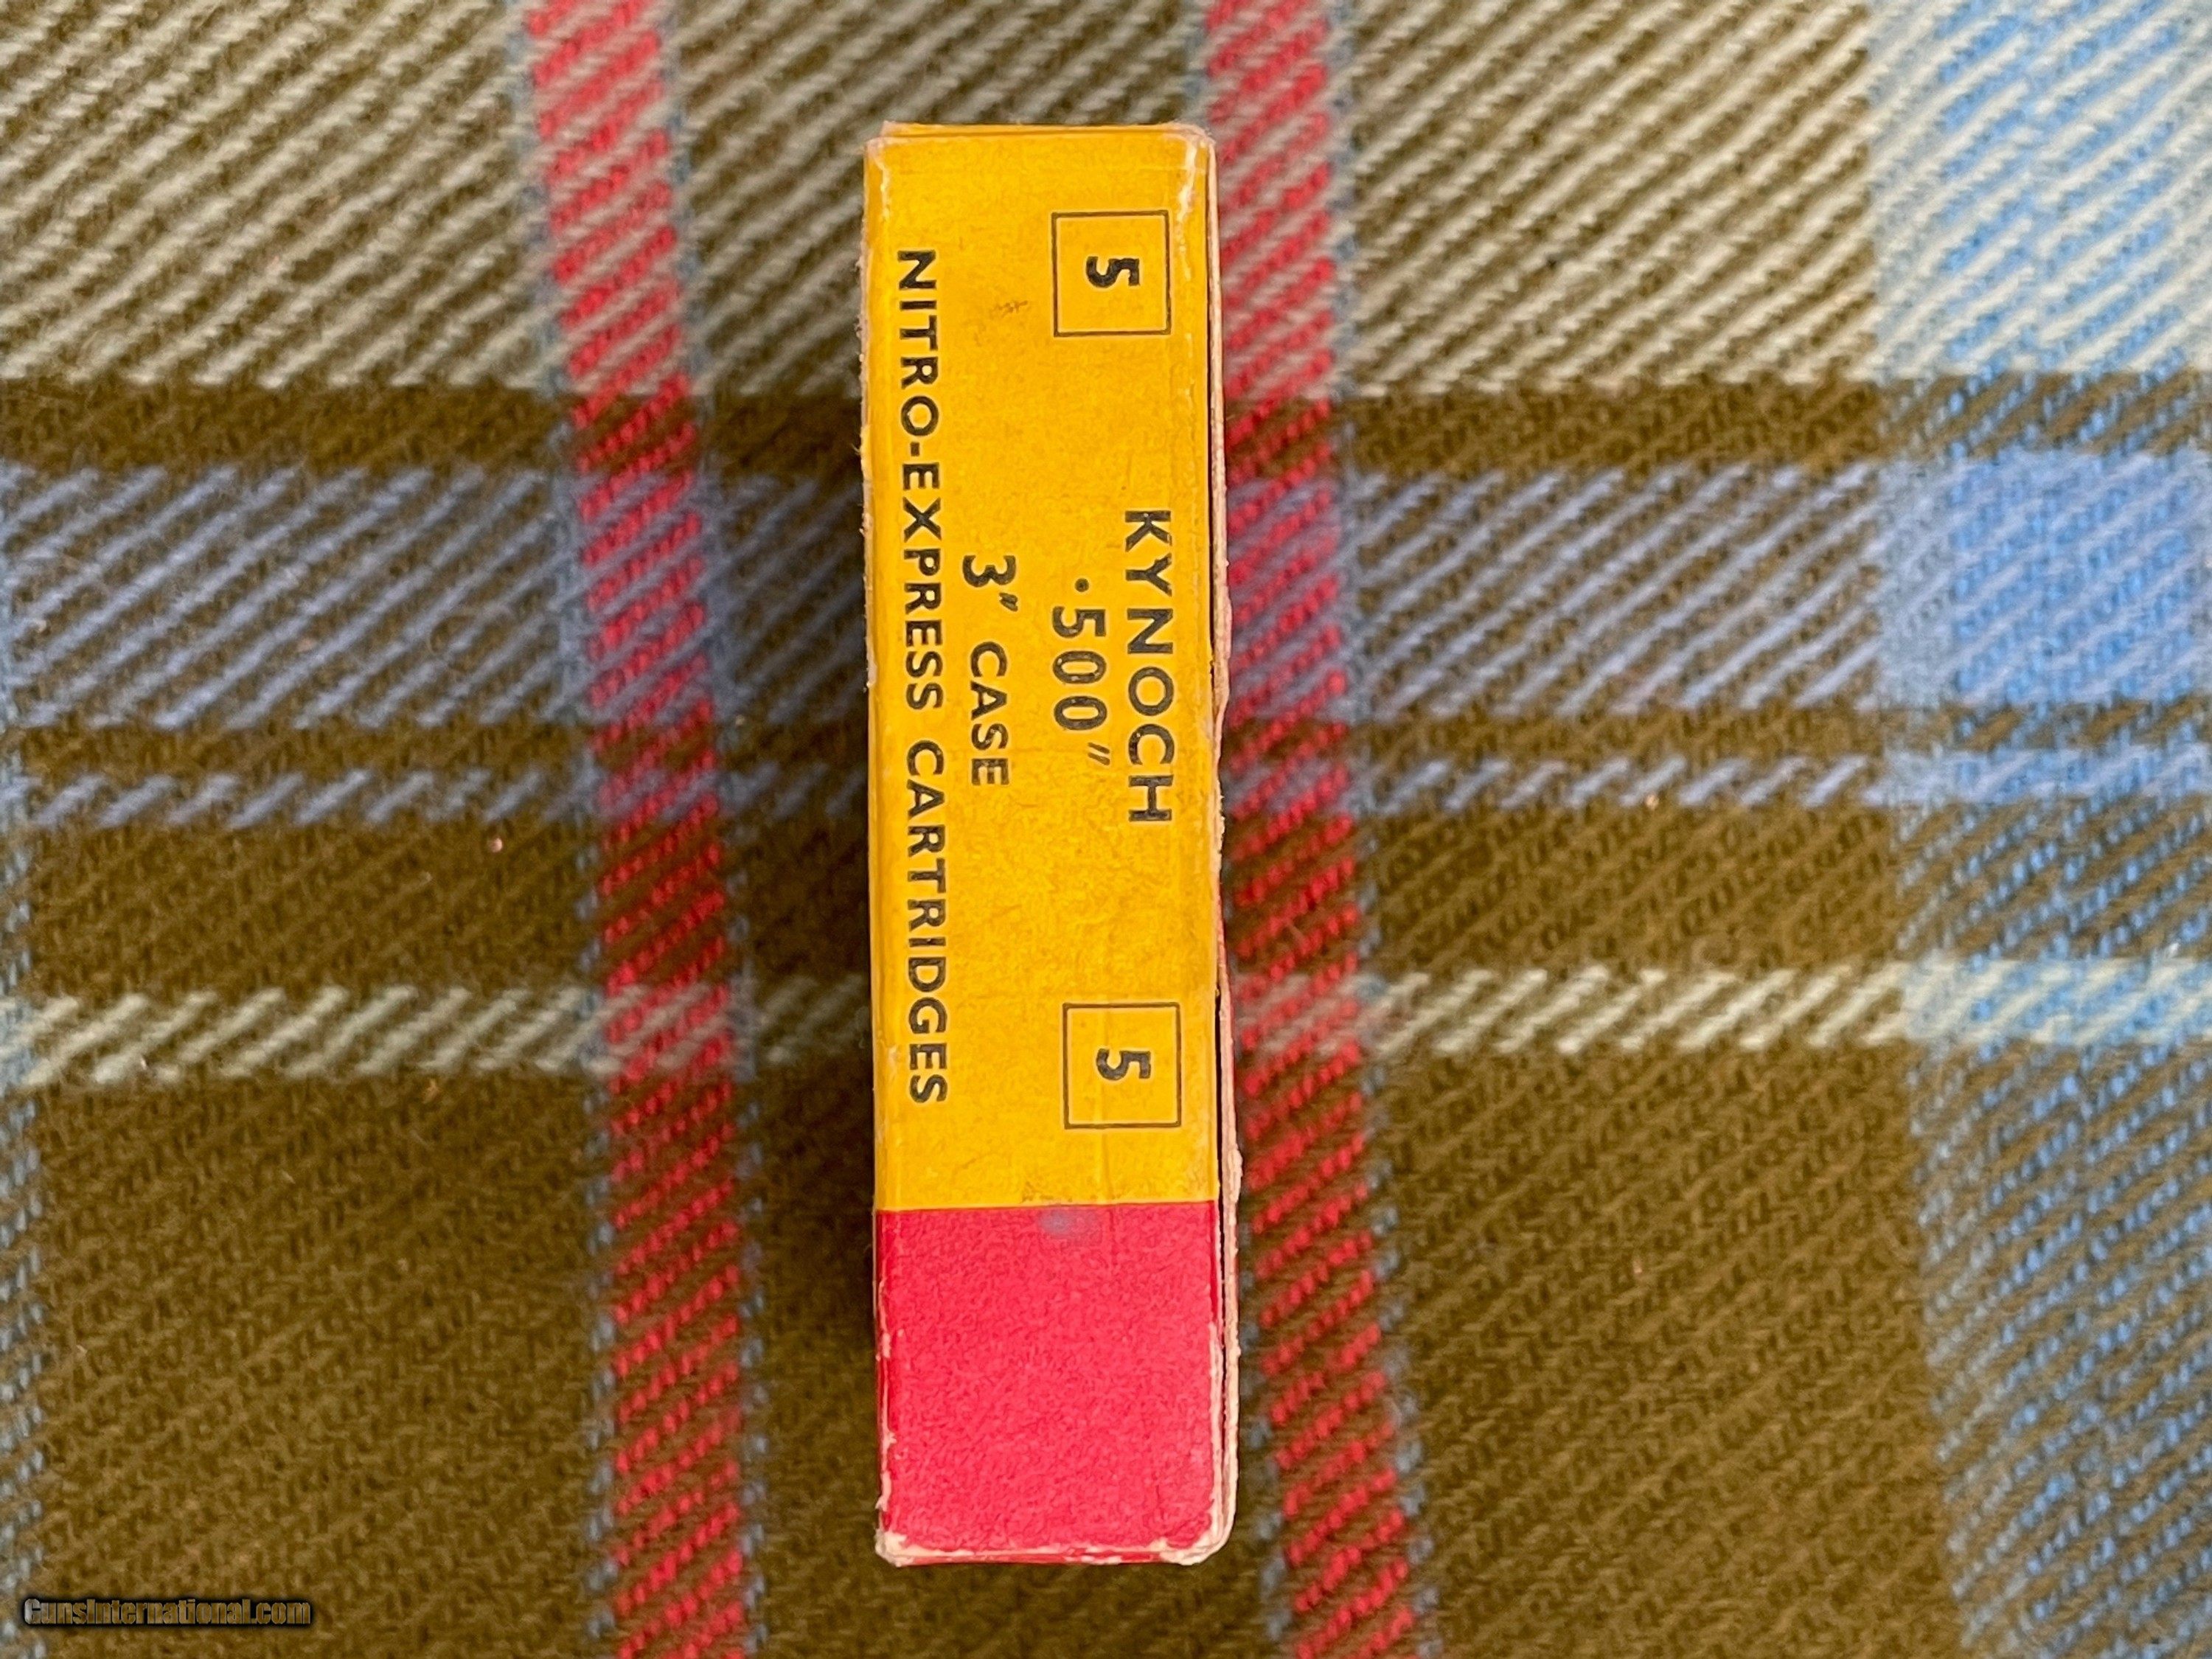 5
5
KYNOCH
.500"
3" CASE
NITRO-EXPRESS CARTRIDGES
GunsInternational.com